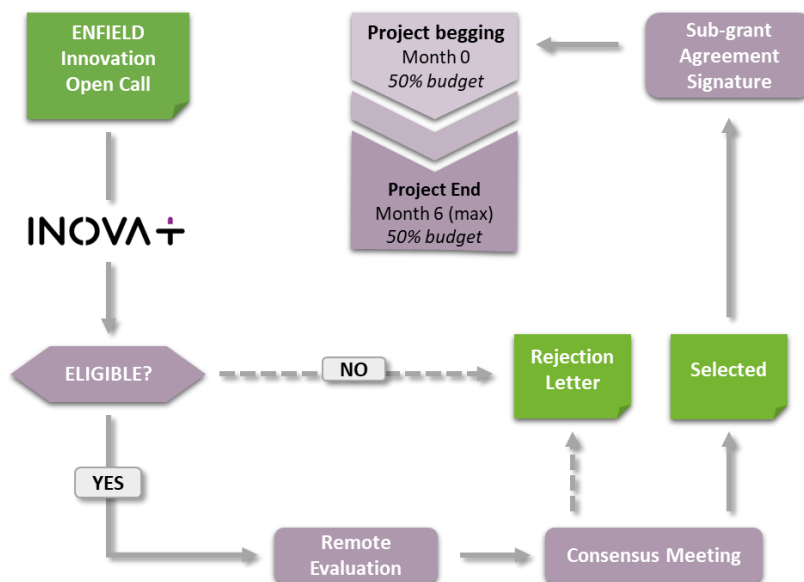 ENFIELD
Innovation
Open Call
Project begging
Month 0
50% budget
Sub-grant
Agreement
Signature
Project End
Month 6 (max)
50% budget
INOVA+
ELIGIBLE?
NO
Rejection
Letter
Selected
YES
Remote
Evaluation
Consensus Meeting